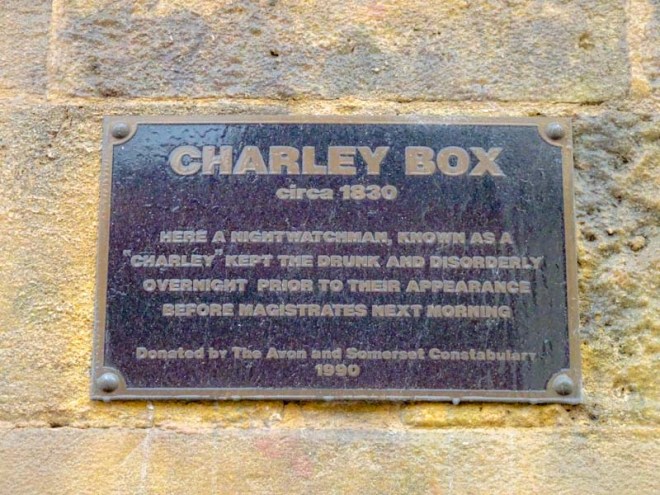 CHARLEY BOX
circa 1830
HERE A NIGHTWATCHMAN, KNOWN AS A
"CHARLEY" KEPT THE DRUNK AND DISORDERLY
OVERNIGHT PRIOR TO THEIR APPEARANCE
BEFORE MAGISTRATES NEXT MORNING
Donated by The Avon and Somerset Constabulary
1990